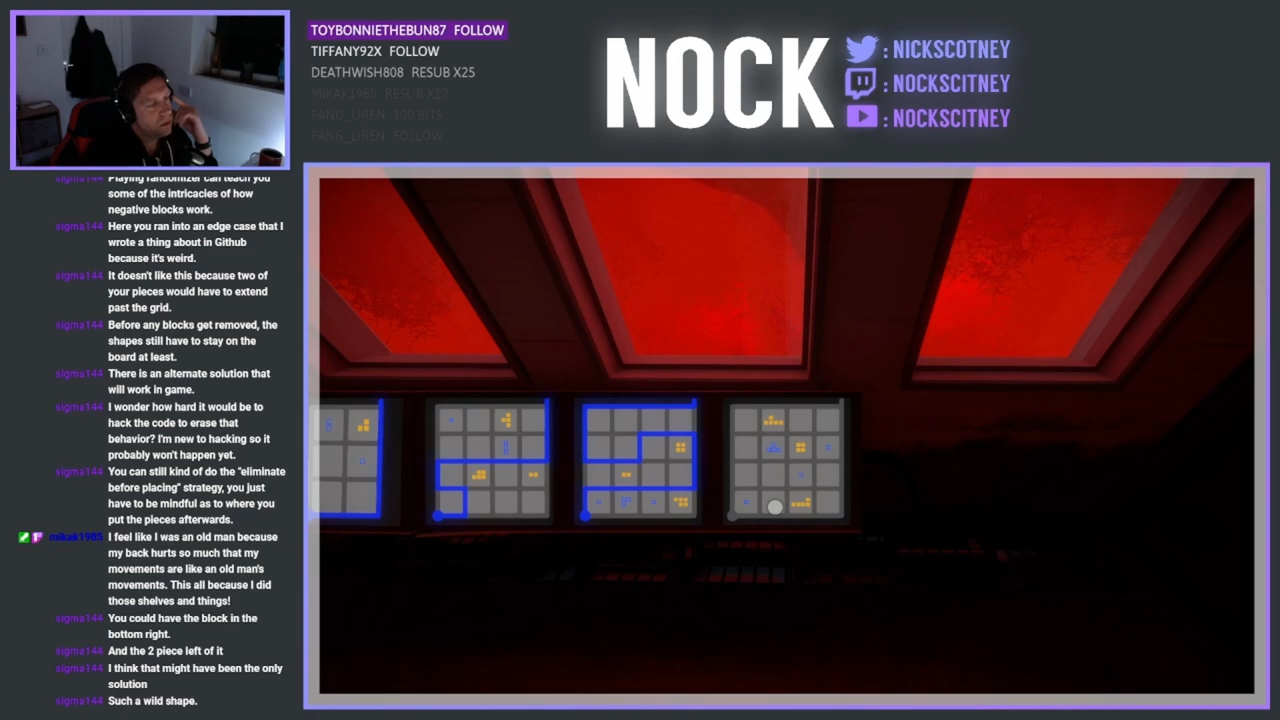 TOYBONNIETHEBUN87 FOLLOW
TIFFANY92X FOLLOW
DEATHWISH808 RESUB X25
MIKAK1985 RESUB X17
FANG_LIREN 100 BITS
FANG_LIREN FOLLOW
NOCK
: NICKSCOTNEY
: NOCKSCITNEY
: NOCKSCITNEY
sigma144 Playing randomizer can teach you
some of the intricacies of how
negative blocks work.
sigma144 Here you ran into an edge case that I
wrote a thing about in Github
because it's weird.
sigma144 It doesn't like this because two of
your pieces would have to extend
past the grid.
sigma144 Before any blocks get removed, the
shapes still have to stay on the
board at least.
sigma144 There is an alternate solution that
will work in game.
sigma144 I wonder how hard it would be to
hack the code to erase that
behavior? I'm new to hacking so it
probably won't happen yet.
sigma144 You can still kind of do the "eliminate
before placing" strategy, you just
have to be mindful as to where you
put the pieces afterwards.
mikak1985 I feel like I was an old man because
my back hurts so much that my
movements are like an old man's
movements. This all because I did
those shelves and things!
sigma144 You could have the block in the
bottom right.
sigma144 And the 2 piece left of it
sigma144 I think that might have been the only
solution
sigma144 Such a wild shape.